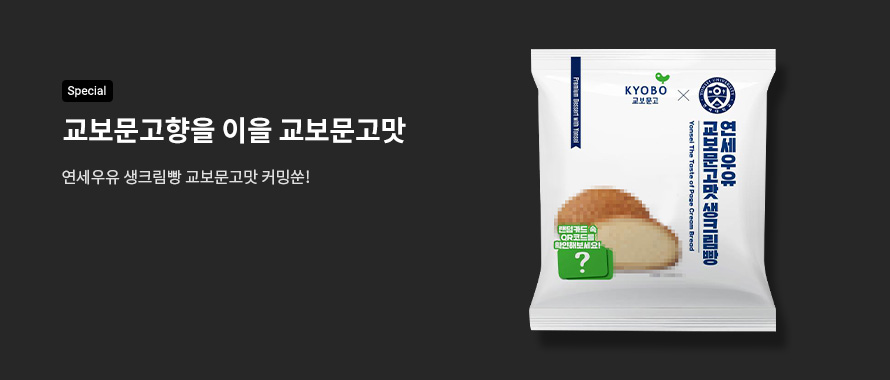 Special
교보문고향을 이을 교보문고맛
연세우유 생크림빵 교보문고맛 커밍쑨!
Premium Dessert with Yonsei
KYOBO
교보문고
×
연세우유
교보문고맛 생크림빵
Yonsei The Taste of Page Cream Bread
랜덤카드 속
QR코드를
확인해보세요!
?